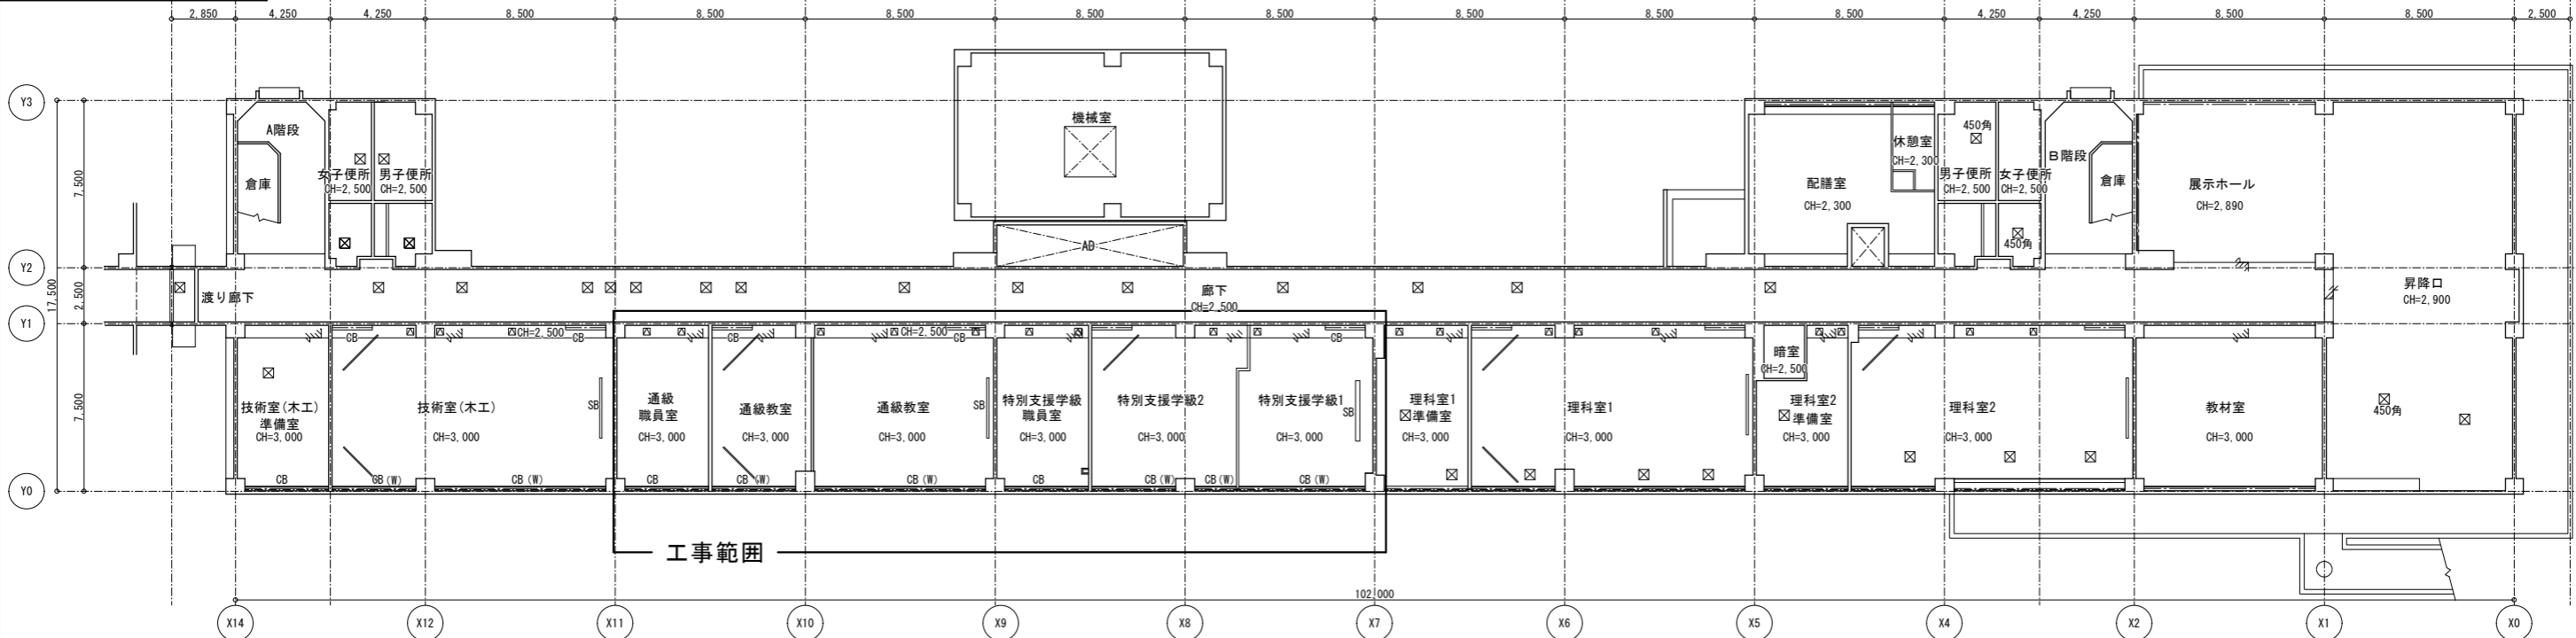 2,850 4,250 4,250 8,500 8,500 8,500 8,500 8,500 8,500 8,500 4,250 4,250 8,500 8,500 2,500
Y3
機械室
A階段
450角
休憩室
CH=2,300
B階段
女子便所
CH=2,500
男子便所
CH=2,500
倉庫
配膳室
CH=2,300
男子便所
CH=2,500
女子便所
CH=2,500
倉庫
展示ホール
CH=2,890
7,500
AD
450角
Y2
17,500
2,500
渡り廊下
廊下
CH=2,500
昇降口
CH=2,900
Y1
CH=2,500
CH=2,500
CB
CB
CB
CB
CB
暗室
CH=2,500
7,500
技術室(木工)
準備室
CH=3,000
技術室(木工)
CH=3,000
SB
通級
職員室
CH=3,000
通級教室
CH=3,000
通級教室
CH=3,000
SB
特別支援学級
職員室
CH=3,000
特別支援学級2
CH=3,000
特別支援学級1
CH=3,000
SB
理科室1
準備室
CH=3,000
理科室1
CH=3,000
理科室2
準備室
CH=3,000
理科室2
CH=3,000
教材室
CH=3,000
450角
CB CB(W) CB(W) CB CB(W) CB(W) CB CB(W) CB(W) CB(W)
Y0
工事範囲
102,000
X14 X12 X11 X10 X9 X8 X7 X6 X5 X4 X2 X1 X0